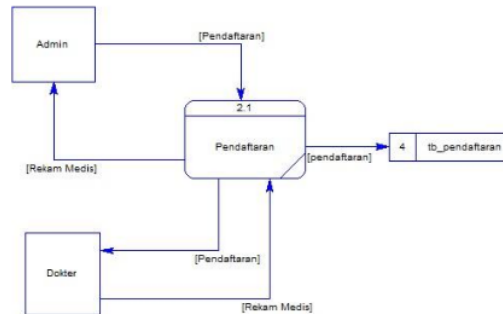 Admin
[Pendaftaran]
2.1
Pendaftaran
[Rekam Medis]
[pendaftaran]
4
tb_pendaftaran
Dokter
[Pendaftaran]
[Rekam Medis]